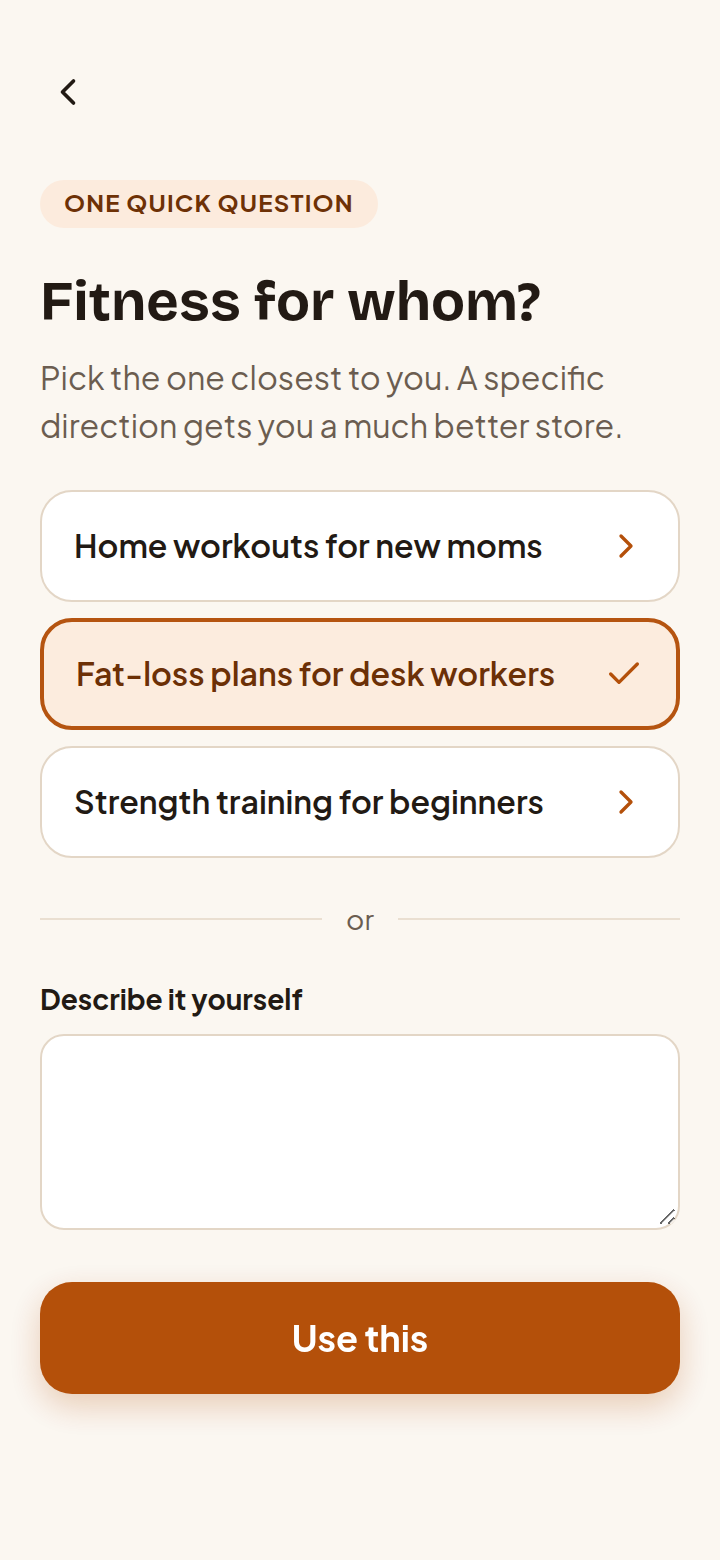 ONE QUICK QUESTION
Fitness for whom?
Pick the one closest to you. A specific
direction gets you a much better store.
Home workouts for new moms
Fat-loss plans for desk workers
Strength training for beginners
or
Describe it yourself
Use this